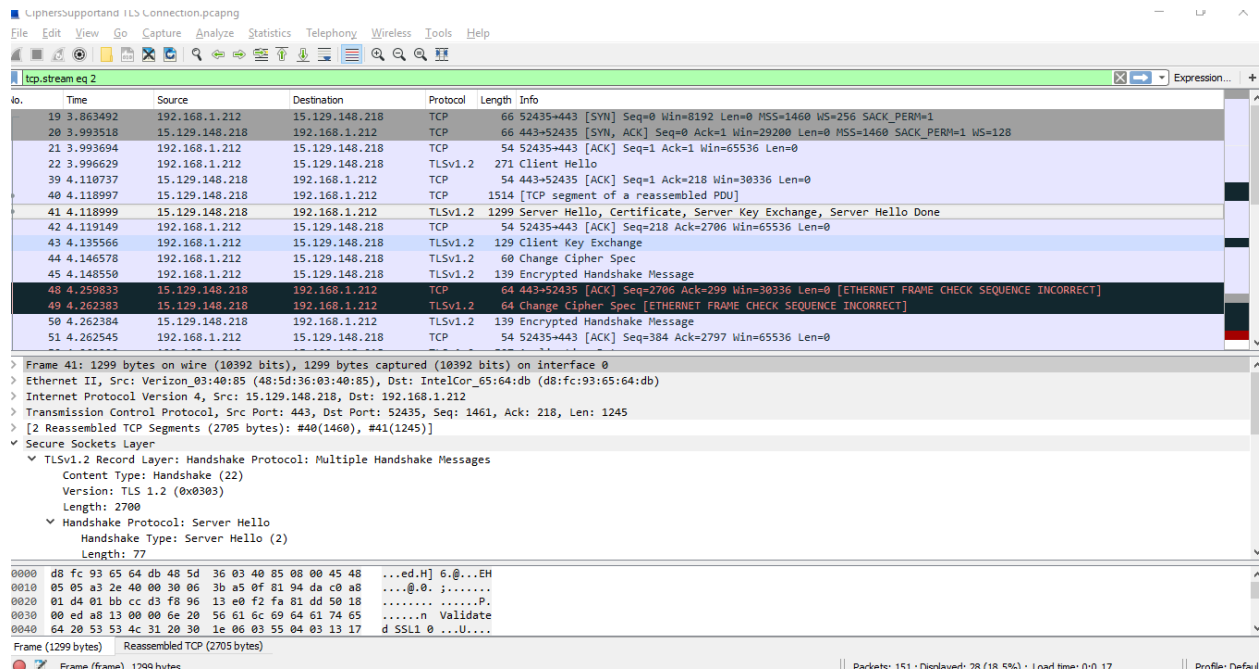 CiphersSupportand TLS Connection.pcapng
File Edit View Go Capture Analyze Statistics Telephony Wireless Tools Help
tcp.stream eq 2 Expression... +
No. Time Source Destination Protocol Length Info
19 3.863492 192.168.1.212 15.129.148.218 TCP 66 52435→443 [SYN] Seq=0 Win=8192 Len=0 MSS=1460 WS=256 SACK_PERM=1
20 3.993518 15.129.148.218 192.168.1.212 TCP 66 443→52435 [SYN, ACK] Seq=0 Ack=1 Win=29200 Len=0 MSS=1460 SACK_PERM=1 WS=128
21 3.993694 192.168.1.212 15.129.148.218 TCP 54 52435→443 [ACK] Seq=1 Ack=1 Win=65536 Len=0
22 3.996629 192.168.1.212 15.129.148.218 TLSv1.2 271 Client Hello
39 4.110737 15.129.148.218 192.168.1.212 TCP 54 443→52435 [ACK] Seq=1 Ack=218 Win=30336 Len=0
40 4.118997 15.129.148.218 192.168.1.212 TCP 1514 [TCP segment of a reassembled PDU]
41 4.118999 15.129.148.218 192.168.1.212 TLSv1.2 1299 Server Hello, Certificate, Server Key Exchange, Server Hello Done
42 4.119149 192.168.1.212 15.129.148.218 TCP 54 52435→443 [ACK] Seq=218 Ack=2706 Win=65536 Len=0
43 4.135566 192.168.1.212 15.129.148.218 TLSv1.2 129 Client Key Exchange
44 4.146578 192.168.1.212 15.129.148.218 TLSv1.2 60 Change Cipher Spec
45 4.148550 192.168.1.212 15.129.148.218 TLSv1.2 139 Encrypted Handshake Message
48 4.259833 15.129.148.218 192.168.1.212 TCP 64 443→52435 [ACK] Seq=2706 Ack=299 Win=30336 Len=0 [ETHERNET FRAME CHECK SEQUENCE INCORRECT]
49 4.262383 15.129.148.218 192.168.1.212 TLSv1.2 64 Change Cipher Spec [ETHERNET FRAME CHECK SEQUENCE INCORRECT]
50 4.262384 15.129.148.218 192.168.1.212 TLSv1.2 139 Encrypted Handshake Message
51 4.262545 192.168.1.212 15.129.148.218 TCP 54 52435→443 [ACK] Seq=384 Ack=2797 Win=65536 Len=0
> Frame 41: 1299 bytes on wire (10392 bits), 1299 bytes captured (10392 bits) on interface 0
> Ethernet II, Src: Verizon_03:40:85 (48:5d:36:03:40:85), Dst: IntelCor_65:64:db (d8:fc:93:65:64:db)
> Internet Protocol Version 4, Src: 15.129.148.218, Dst: 192.168.1.212
> Transmission Control Protocol, Src Port: 443, Dst Port: 52435, Seq: 1461, Ack: 218, Len: 1245
> [2 Reassembled TCP Segments (2705 bytes): #40(1460), #41(1245)]
Secure Sockets Layer
TLSv1.2 Record Layer: Handshake Protocol: Multiple Handshake Messages
Content Type: Handshake (22)
Version: TLS 1.2 (0x0303)
Length: 2700
Handshake Protocol: Server Hello
Handshake Type: Server Hello (2)
Length: 77
0000 d8 fc 93 65 64 db 48 5d 36 03 40 85 08 00 45 48 ...ed.H] 6.@...EH
0010 05 05 a3 2e 40 00 30 06 3b a5 0f 81 94 da c0 a8 ....@.0. ;.......
0020 01 d4 01 bb cc d3 f8 96 13 e0 f2 fa 81 dd 50 18 ........ ......P.
0030 00 ed a8 13 00 00 6e 20 56 61 6c 69 64 61 74 65 ......n Validate
0040 64 20 53 53 4c 31 20 30 1e 06 03 55 04 03 13 17 d SSL1 0 ...U....
Frame (1299 bytes) Reassembled TCP (2705 bytes)
Frame (frame), 1299 bytes Packets: 151 · Displayed: 28 (18.5%) · Load time: 0:0.17 Profile: Defau